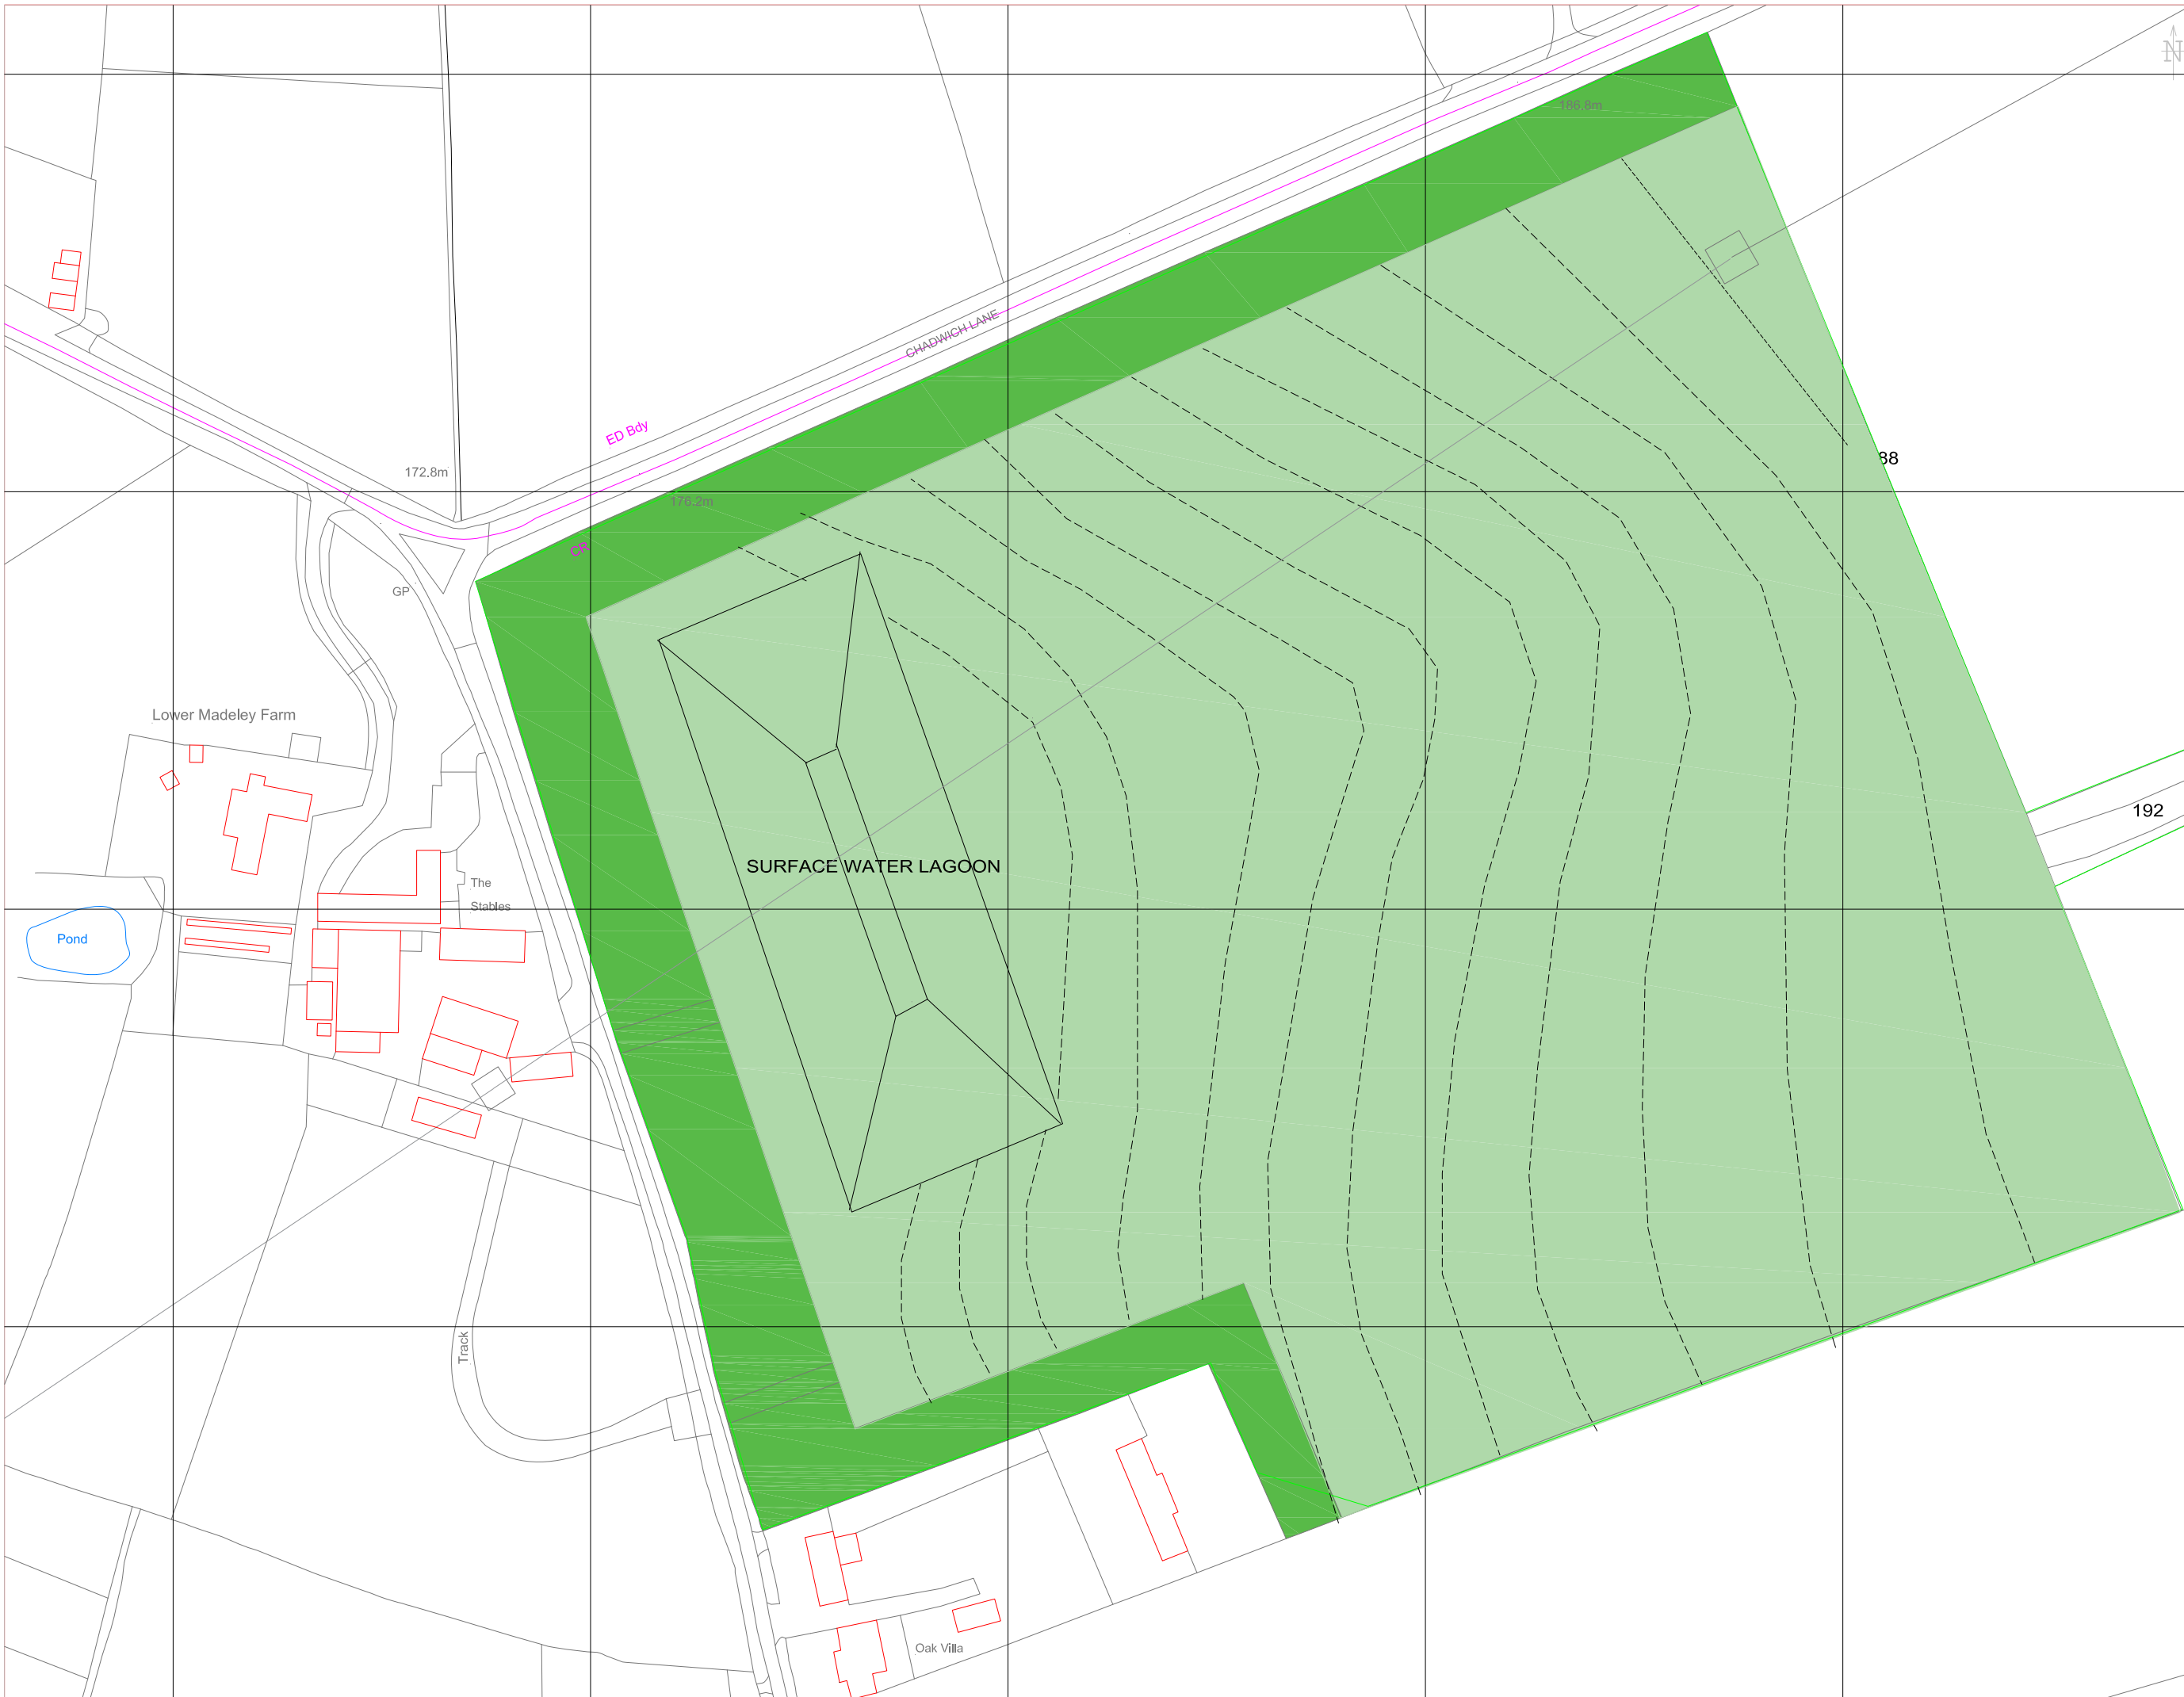 N
186.8m
CHADWICH LANE
ED Bdy
172.8m
88
176.2m
CR
GP
Lower Madeley Farm
192
SURFACE WATER LAGOON
The
Stables
Pond
Track
Oak Villa